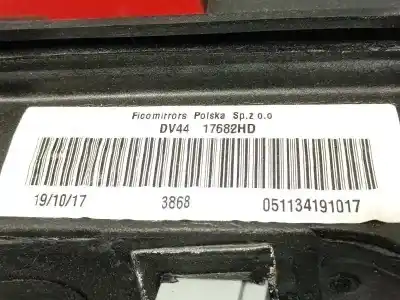 Ficomirrors Polska Sp.z o.o
DV44 17682HD
19/10/17 3868 051134191017